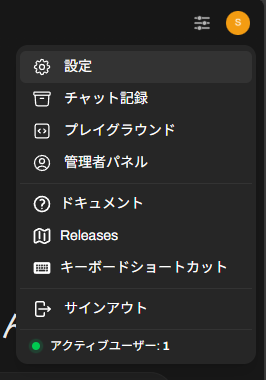 S
設定
チャット記録
プレイグラウンド
管理者パネル
ドキュメント
Releases
キーボードショートカット
サインアウト
アクティブユーザー: 1